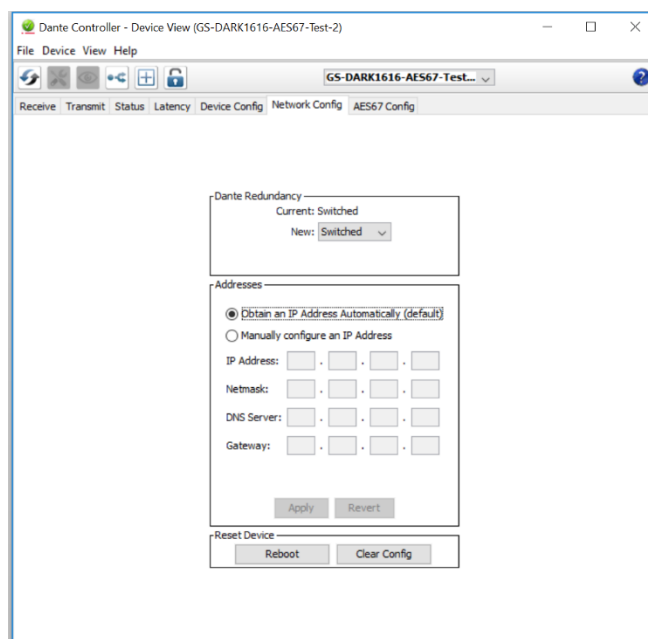 Dante Controller - Device View (GS-DARK1616-AES67-Test-2)
File Device View Help
GS-DARK1616-AES67-Test...
?
Receive Transmit Status Latency Device Config Network Config AES67 Config
Dante Redundancy
Current: Switched
New: Switched
Addresses
Obtain an IP Address Automatically (default)
Manually configure an IP Address
IP Address: . . .
Netmask: . . .
DNS Server: . . .
Gateway: . . .
Apply Revert
Reset Device
Reboot Clear Config